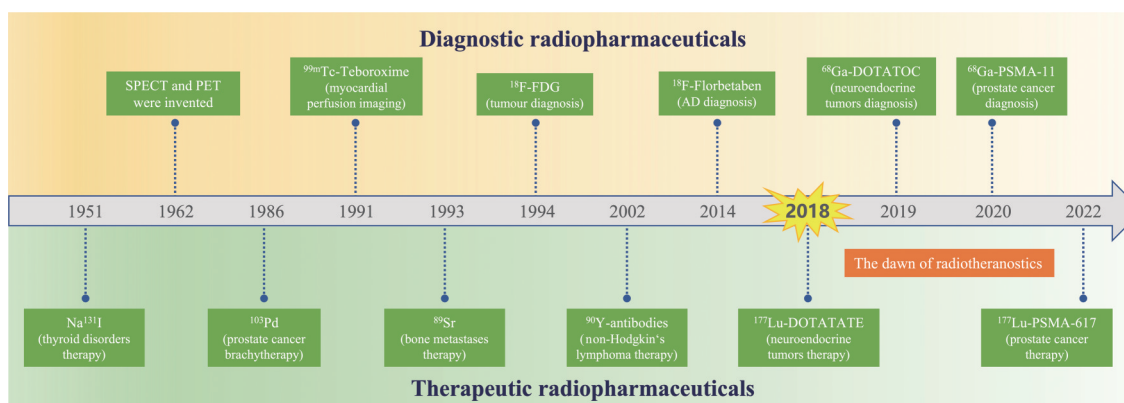 Diagnostic radiopharmaceuticals
SPECT and PET
were invented
⁹⁹ᵐTc-Teboroxime
(myocardial
perfusion imaging)
¹⁸F-FDG
(tumour diagnosis)
¹⁸F-Florbetaben
(AD diagnosis)
⁶⁸Ga-DOTATOC
(neuroendocrine
tumors diagnosis)
⁶⁸Ga-PSMA-11
(prostate cancer
diagnosis)
1951 1962 1986 1991 1993 1994 2002 2014 2018 2019 2020 2022
The dawn of radiotheranostics
Na¹³¹I
(thyroid disorders
therapy)
¹⁰³Pd
(prostate cancer
brachytherapy)
⁸⁹Sr
(bone metastases
therapy)
⁹⁰Y-antibodies
(non-Hodgkin‘s
lymphoma therapy)
¹⁷⁷Lu-DOTATATE
(neuroendocrine
tumors therapy)
¹⁷⁷Lu-PSMA-617
(prostate cancer
therapy)
Therapeutic radiopharmaceuticals